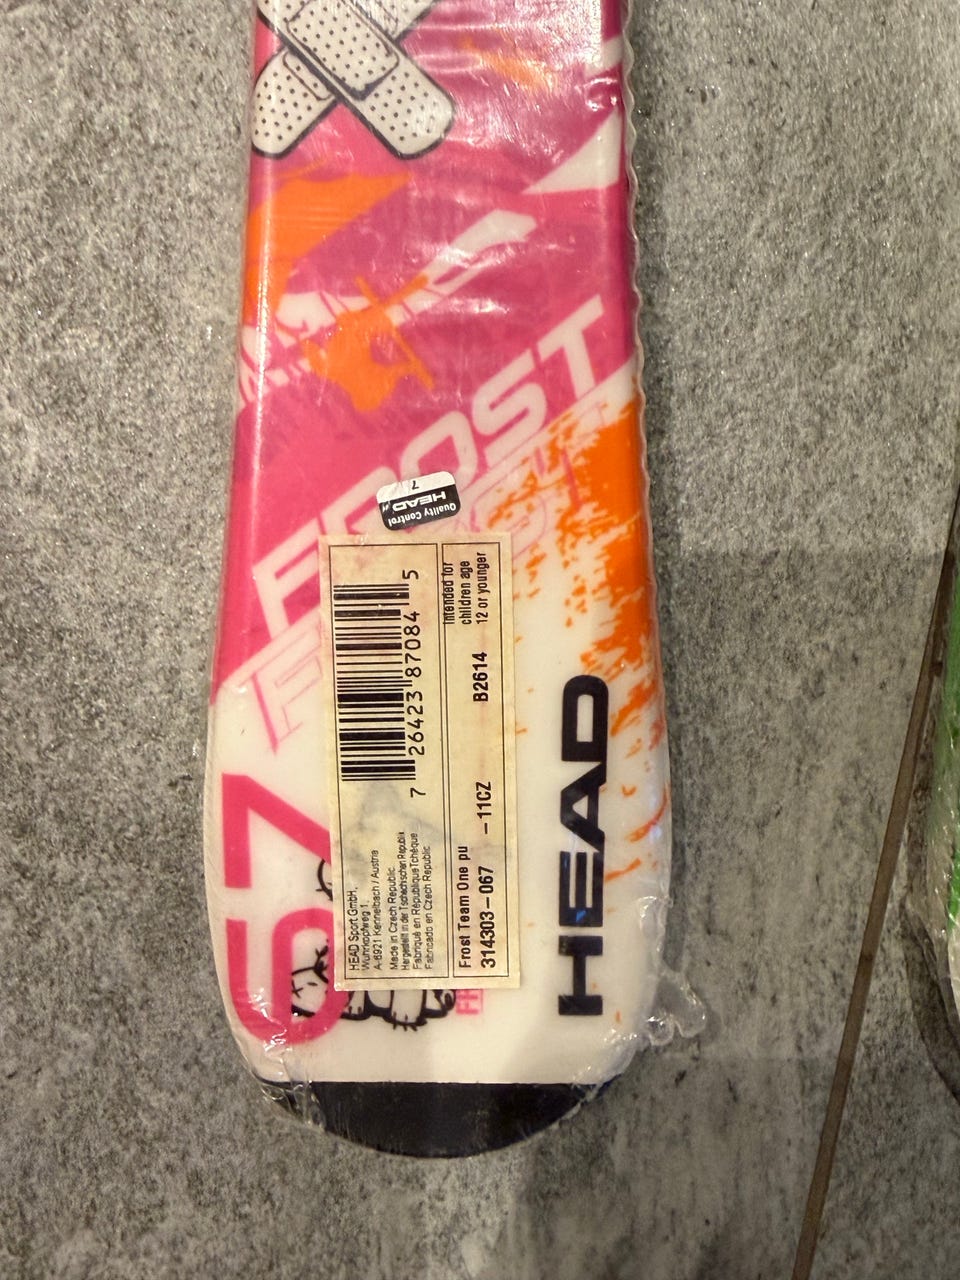 FROST
HEAD
7
Quality Control
HEAD
67
7 26423 87084 5
Intended for
children age
12 or younger
B2614
HEAD Sport GmbH,
Wuhrkopfweg 1,
A-6921 Kennelbach / Austria
Made in Czech Republic
Hergestellt in der Tschechischen Republik
Fabriqué en République Tchèque
Fabricado en Czech Republic
Frost Team One pu
314303-067 -11CZ